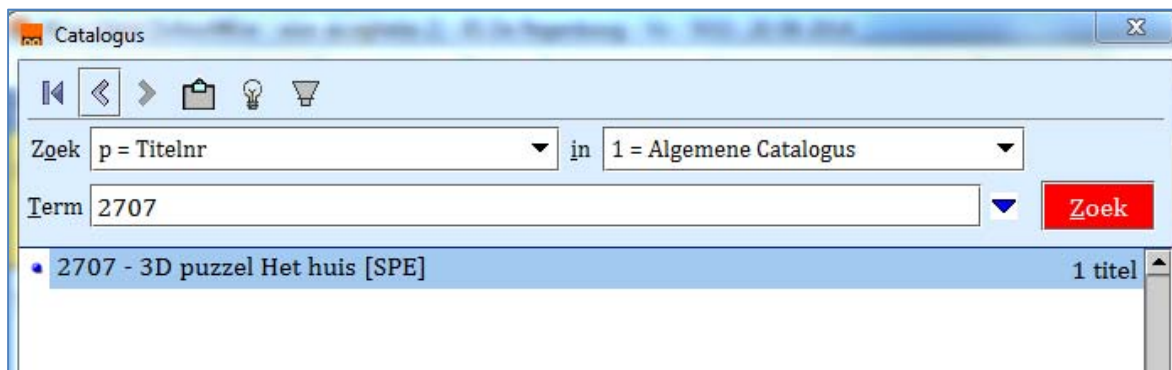 Catalogus
Zoek p = Titelnr in 1 = Algemene Catalogus
Term 2707 Zoek
2707 - 3D puzzel Het huis [SPE] 1 titel